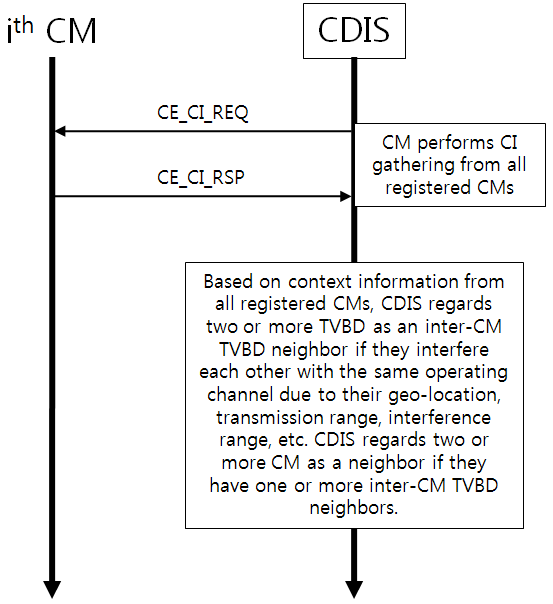 i^th CM
CDIS
CE_CI_REQ
CM performs CI
gathering from all
registered CMs
CE_CI_RSP
Based on context information from
all registered CMs, CDIS regards
two or more TVBD as an inter-CM
TVBD neighbor if they interfere
each other with the same operating
channel due to their geo-location,
transmission range, interference
range, etc. CDIS regards two or
more CM as a neighbor if they
have one or more inter-CM TVBD
neighbors.